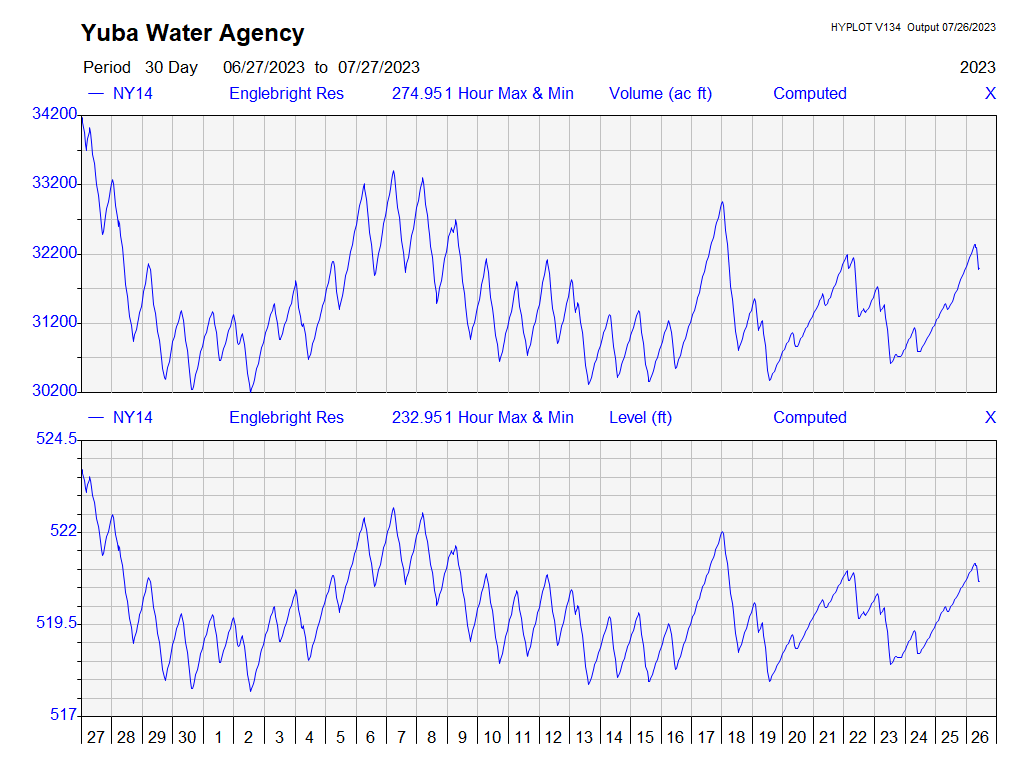 Yuba Water Agency
HYPLOT V134 Output 07/26/2023
Period 30 Day 06/27/2023 to 07/27/2023 2023
NY14 Englebright Res 274.951 Hour Max & Min Volume (ac ft) Computed X
34200
33200
32200
31200
30200
NY14 Englebright Res 232.951 Hour Max & Min Level (ft) Computed X
524.5
522
519.5
517
27 28 29 30 1 2 3 4 5 6 7 8 9 10 11 12 13 14 15 16 17 18 19 20 21 22 23 24 25 26